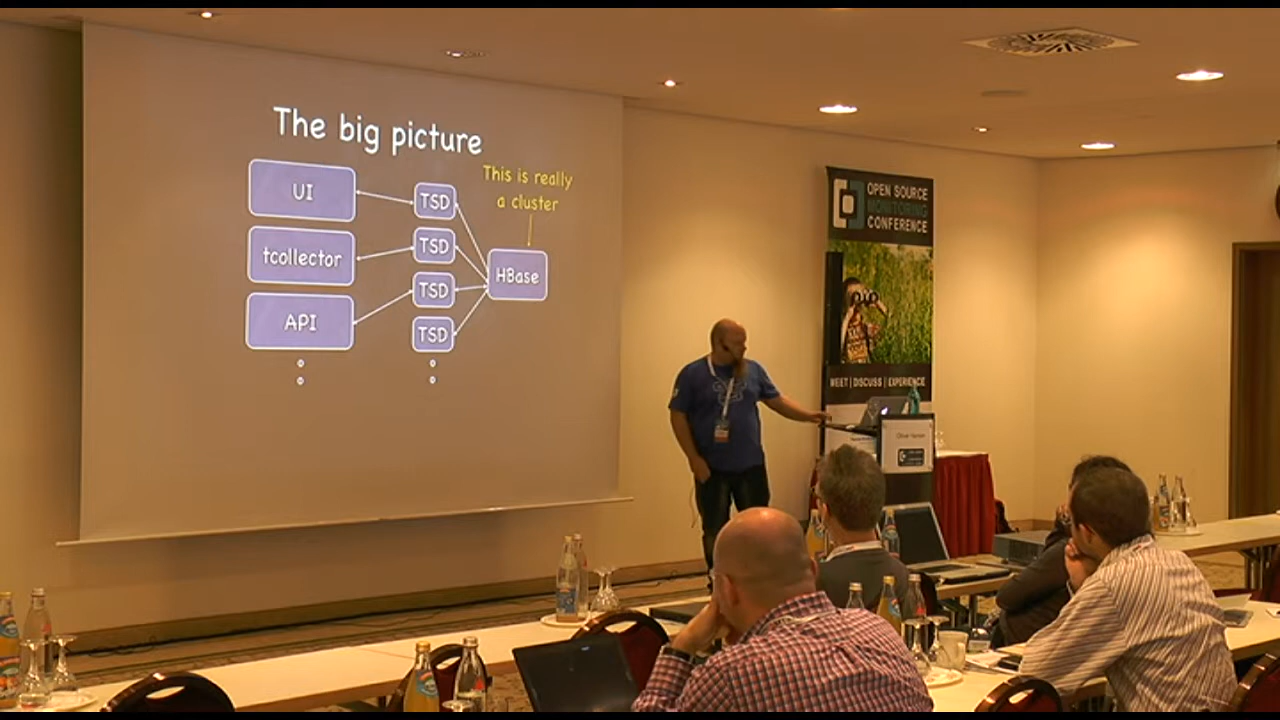 The big picture
This is really
a cluster
UI
TSD
tcollector
TSD
HBase
API
TSD
TSD
OPEN SOURCE
MONITORING
CONFERENCE
MEET | DISCUSS | EXPERIENCE